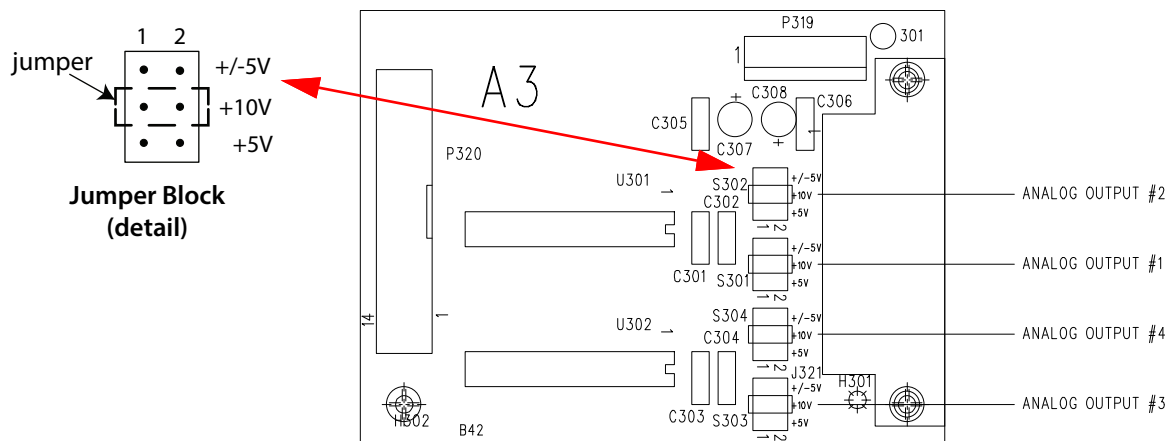 1 2
jumper
+/-5V
+10V
+5V
Jumper Block
(detail)
A3
P319
1
301
C305
+
C307
C308
+
C306
1
P320
14
1
U301
1
S302
C302
+/-5V
+10V
+5V
1 2
ANALOG OUTPUT #2
C301
S301
+/-5V
+10V
+5V
1 2
ANALOG OUTPUT #1
U302
1
S304
C304
+/-5V
+10V
+5V
1 2
ANALOG OUTPUT #4
J321
H301
C303
S303
+/-5V
+10V
+5V
1 2
ANALOG OUTPUT #3
H302
B42